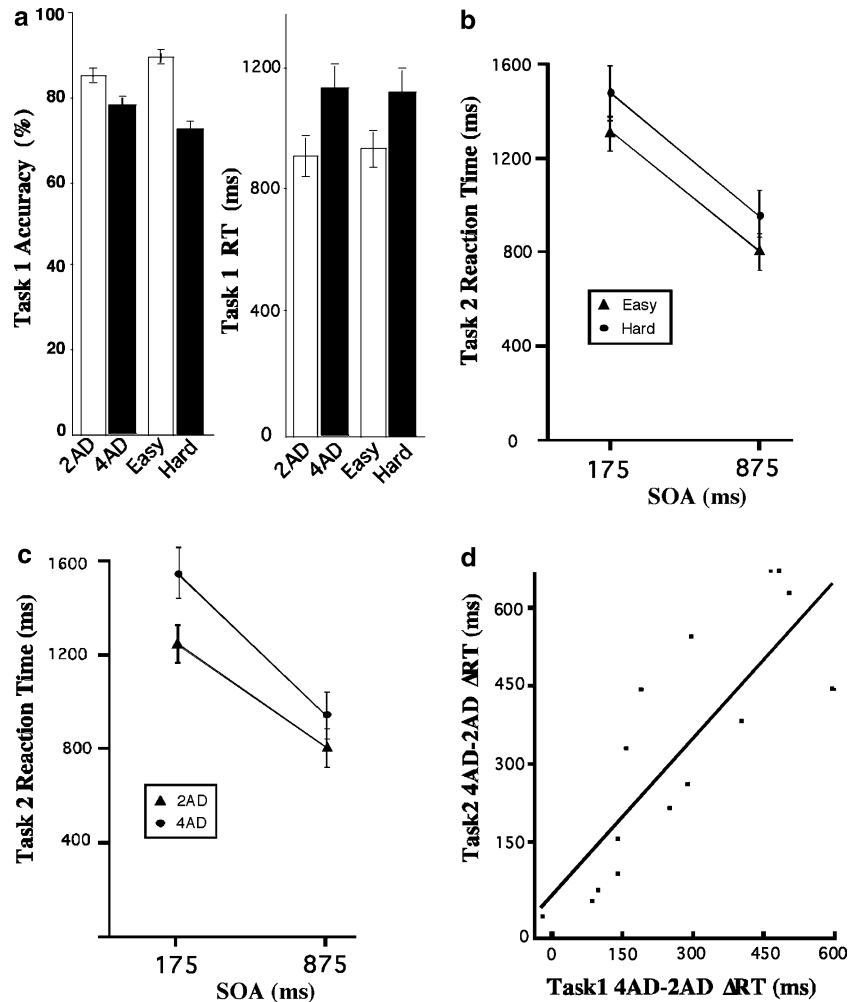 a
Task 1 Accuracy (%)
100
80
60
40
20
0
2AD 4AD Easy Hard
Task 1 RT (ms)
1200
800
400
0
2AD 4AD Easy Hard
b
Task 2 Reaction Time (ms)
1600
1200
800
400
0
Easy
Hard
175 875
SOA (ms)
c
Task 2 Reaction Time (ms)
1600
1200
800
400
2AD
4AD
175 875
SOA (ms)
d
Task2 4AD-2AD ΔRT (ms)
600
450
300
150
0
0 150 300 450 600
Task1 4AD-2AD ΔRT (ms)